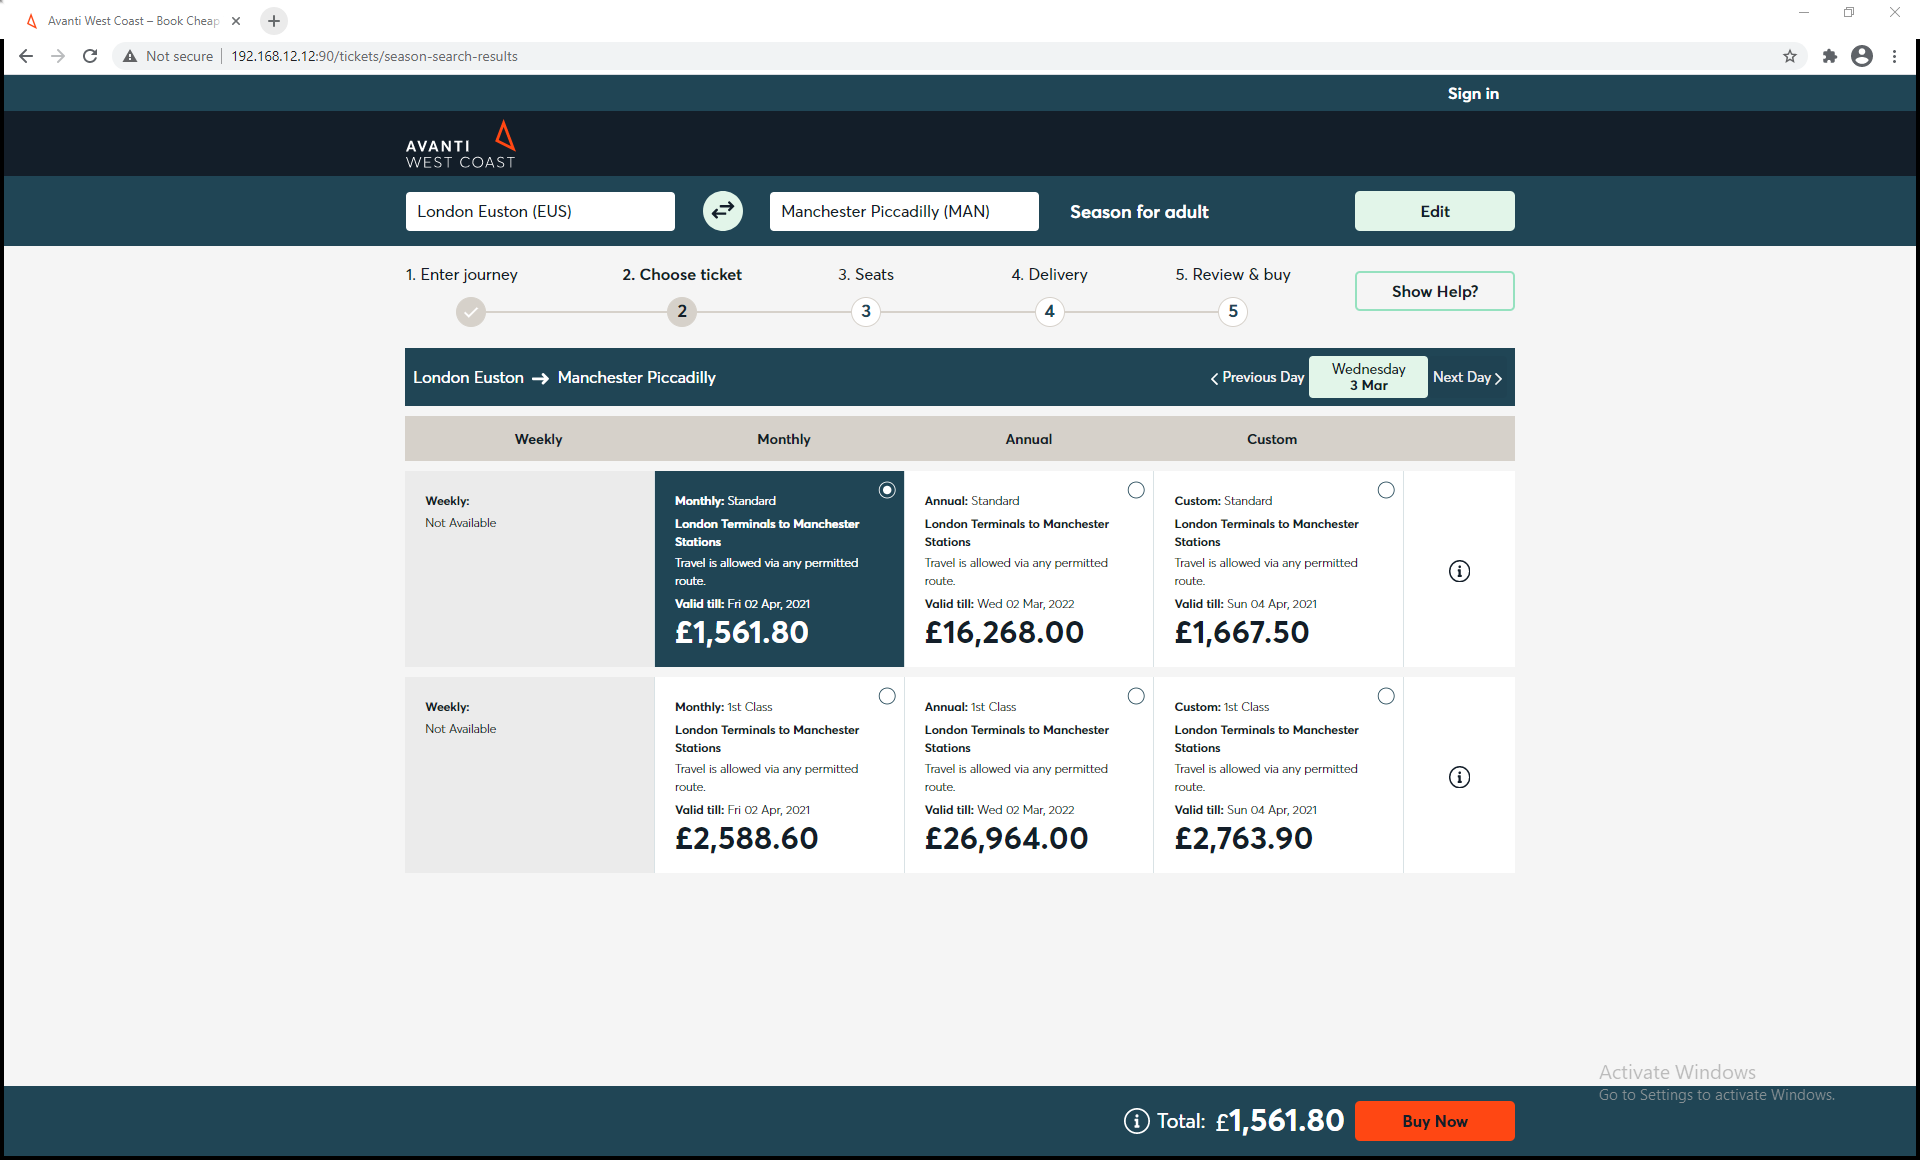 Avanti West Coast – Book Cheap
Not secure
192.168.12.12:90/tickets/season-search-results
Sign in
AVANTI
WEST COAST
London Euston (EUS)
Manchester Piccadilly (MAN)
Season for adult
Edit
1. Enter journey
2. Choose ticket
3. Seats
4. Delivery
5. Review & buy
Show Help?
2
3
4
5
London Euston
Manchester Piccadilly
Previous Day
Wednesday
3 Mar
Next Day
Weekly
Monthly
Annual
Custom
Weekly:
Not Available
Monthly: Standard
London Terminals to Manchester
Stations
Travel is allowed via any permitted
route.
Valid till: Fri 02 Apr, 2021
£1,561.80
Annual: Standard
London Terminals to Manchester
Stations
Travel is allowed via any permitted
route.
Valid till: Wed 02 Mar, 2022
£16,268.00
Custom: Standard
London Terminals to Manchester
Stations
Travel is allowed via any permitted
route.
Valid till: Sun 04 Apr, 2021
£1,667.50
Weekly:
Not Available
Monthly: 1st Class
London Terminals to Manchester
Stations
Travel is allowed via any permitted
route.
Valid till: Fri 02 Apr, 2021
£2,588.60
Annual: 1st Class
London Terminals to Manchester
Stations
Travel is allowed via any permitted
route.
Valid till: Wed 02 Mar, 2022
£26,964.00
Custom: 1st Class
London Terminals to Manchester
Stations
Travel is allowed via any permitted
route.
Valid till: Sun 04 Apr, 2021
£2,763.90
Activate Windows
Go to Settings to activate Windows.
Total: £1,561.80
Buy Now